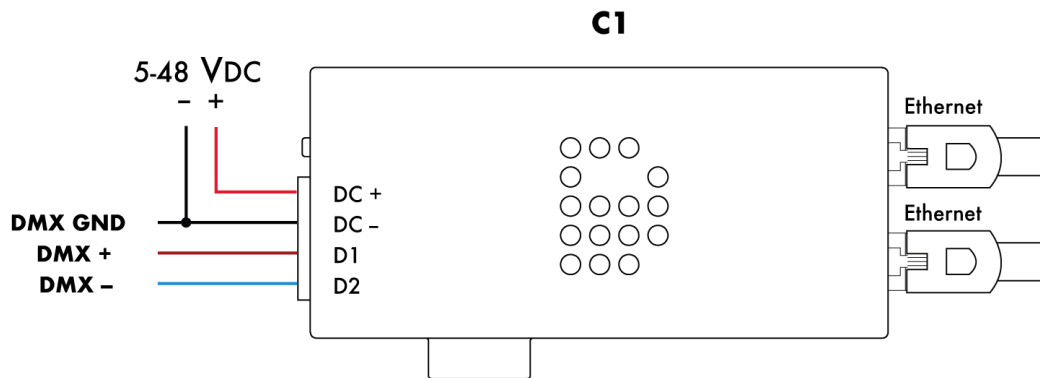 C1
5-48 VDC
– +
Ethernet
DC +
DMX GND
DC –
Ethernet
DMX +
D1
DMX –
D2